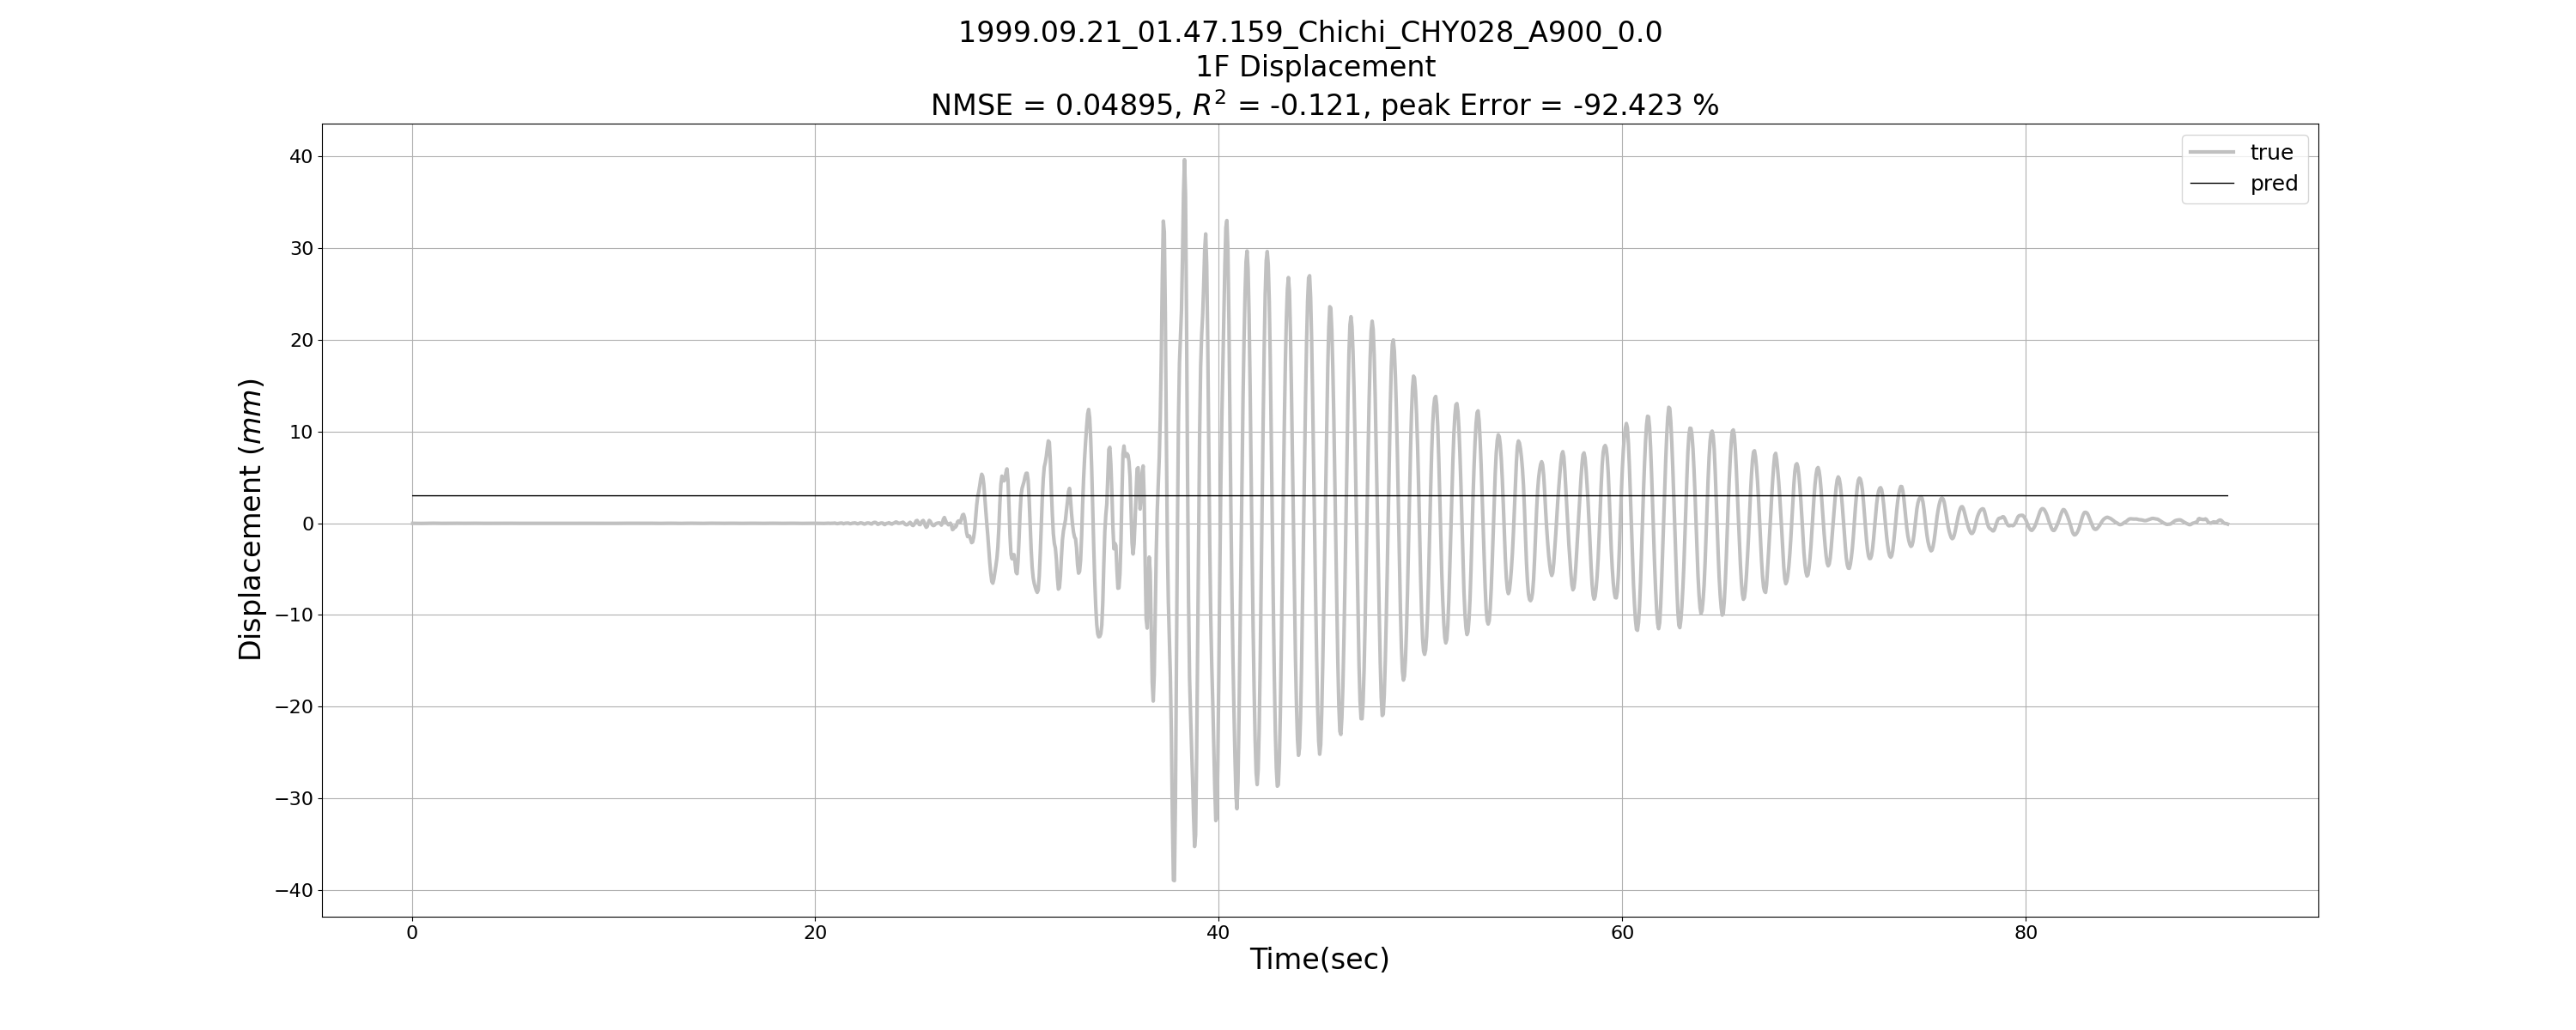 1999.09.21_01.47.159_Chichi_CHY028_A900_0.0
1F Displacement
NMSE = 0.04895, R² = -0.121, peak Error = -92.423 %
true
pred
Displacement (mm)
40
30
20
10
0
−10
−20
−30
−40
0 20 40 60 80
Time(sec)